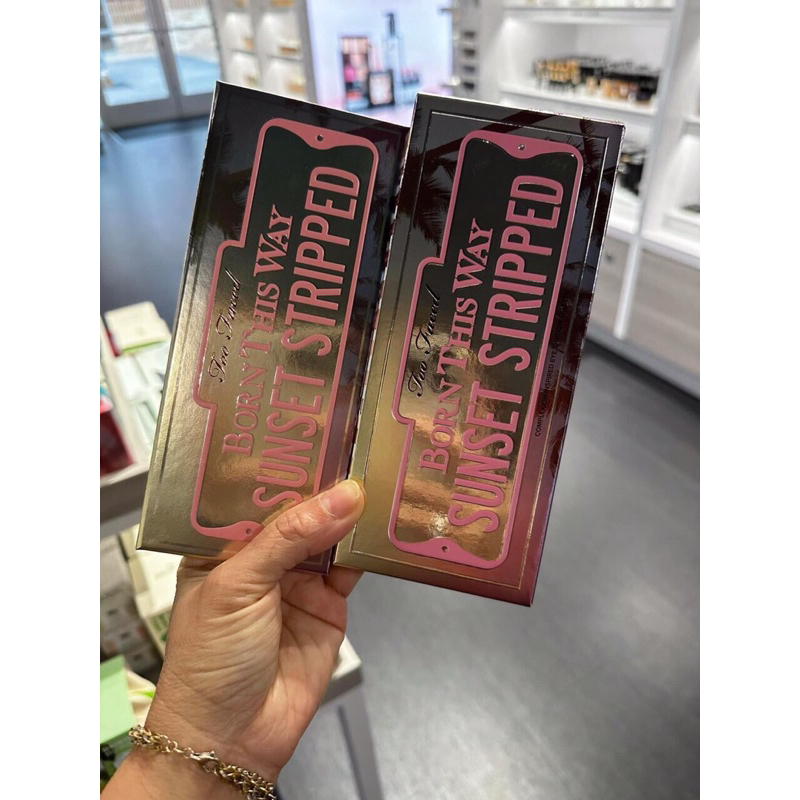 Too Faced
BORN THIS WAY
SUNSET STRIPPED
Too Faced
BORN THIS WAY
SUNSET STRIPPED